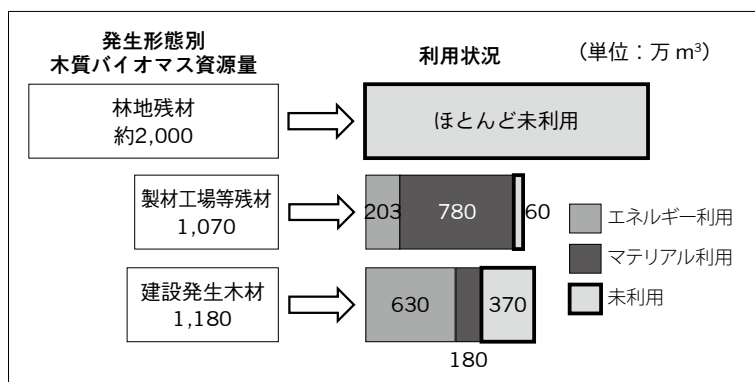 発生形態別
木質バイオマス資源量
利用状況
（単位：万 m³）
林地残材
約2,000
ほとんど未利用
製材工場等残材
1,070
203
780
60
エネルギー利用
マテリアル利用
未利用
建設発生木材
1,180
630
370
180